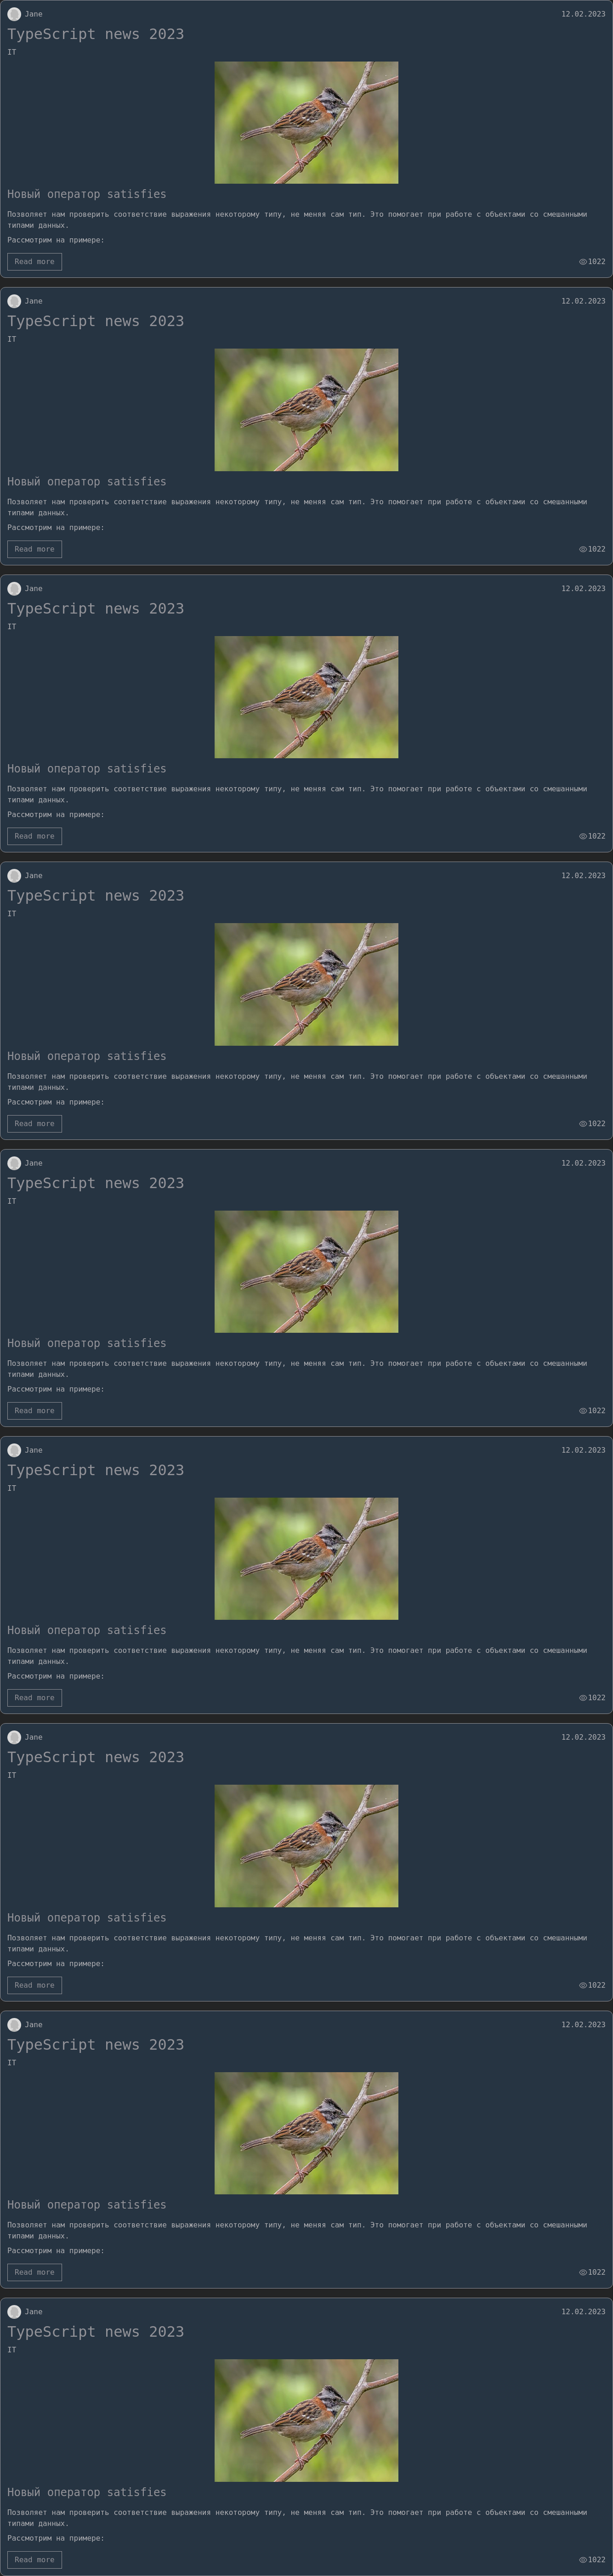 Jane 12.02.2023
TypeScript news 2023
IT
Новый оператор satisfies
Позволяет нам проверить соответствие выражения некоторому типу, не меняя сам тип. Это помогает при работе с объектами со смешанными
типами данных.
Рассмотрим на примере:
Read more 1022
Jane 12.02.2023
TypeScript news 2023
IT
Новый оператор satisfies
Позволяет нам проверить соответствие выражения некоторому типу, не меняя сам тип. Это помогает при работе с объектами со смешанными
типами данных.
Рассмотрим на примере:
Read more 1022
Jane 12.02.2023
TypeScript news 2023
IT
Новый оператор satisfies
Позволяет нам проверить соответствие выражения некоторому типу, не меняя сам тип. Это помогает при работе с объектами со смешанными
типами данных.
Рассмотрим на примере:
Read more 1022
Jane 12.02.2023
TypeScript news 2023
IT
Новый оператор satisfies
Позволяет нам проверить соответствие выражения некоторому типу, не меняя сам тип. Это помогает при работе с объектами со смешанными
типами данных.
Рассмотрим на примере:
Read more 1022
Jane 12.02.2023
TypeScript news 2023
IT
Новый оператор satisfies
Позволяет нам проверить соответствие выражения некоторому типу, не меняя сам тип. Это помогает при работе с объектами со смешанными
типами данных.
Рассмотрим на примере:
Read more 1022
Jane 12.02.2023
TypeScript news 2023
IT
Новый оператор satisfies
Позволяет нам проверить соответствие выражения некоторому типу, не меняя сам тип. Это помогает при работе с объектами со смешанными
типами данных.
Рассмотрим на примере:
Read more 1022
Jane 12.02.2023
TypeScript news 2023
IT
Новый оператор satisfies
Позволяет нам проверить соответствие выражения некоторому типу, не меняя сам тип. Это помогает при работе с объектами со смешанными
типами данных.
Рассмотрим на примере:
Read more 1022
Jane 12.02.2023
TypeScript news 2023
IT
Новый оператор satisfies
Позволяет нам проверить соответствие выражения некоторому типу, не меняя сам тип. Это помогает при работе с объектами со смешанными
типами данных.
Рассмотрим на примере:
Read more 1022
Jane 12.02.2023
TypeScript news 2023
IT
Новый оператор satisfies
Позволяет нам проверить соответствие выражения некоторому типу, не меняя сам тип. Это помогает при работе с объектами со смешанными
типами данных.
Рассмотрим на примере:
Read more 1022